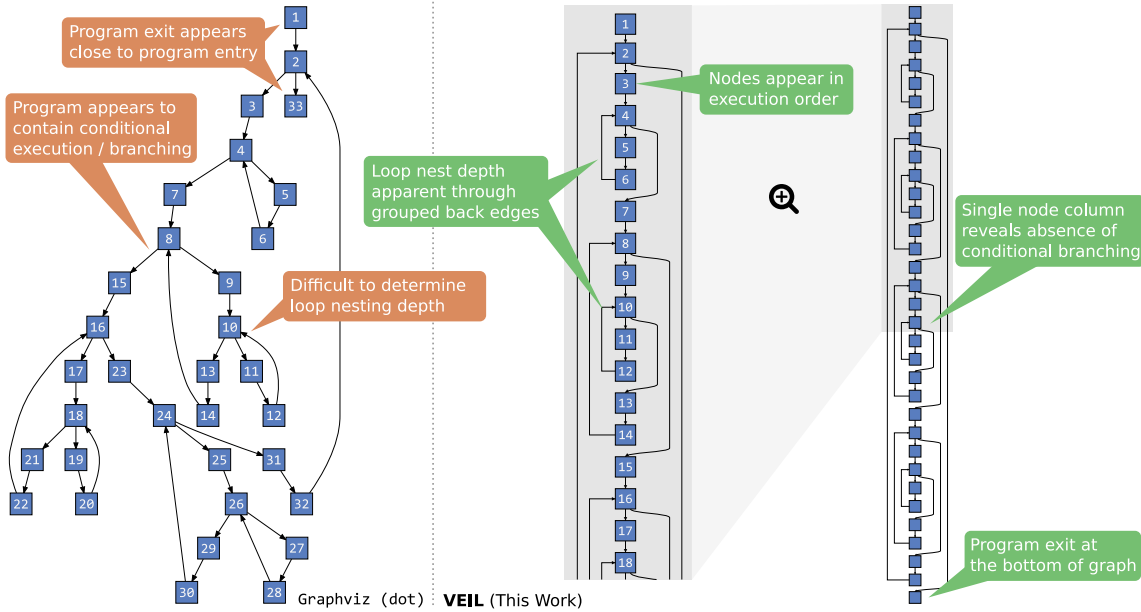 1
Program exit appears
close to program entry
2
3
33
Program appears to
contain conditional
execution / branching
4
7
5
8
6
15
9
Difficult to determine
loop nesting depth
16
10
17
23
13
11
18
24
14
12
21
19
25
31
22
20
26
32
29
27
30
28
Graphviz (dot)
VEIL (This Work)
1
2
3
4
5
6
7
8
9
10
11
12
13
14
15
16
17
18
Nodes appear in
execution order
Loop nest depth
apparent through
grouped back edges
Single node column
reveals absence of
conditional branching
Program exit at
the bottom of graph